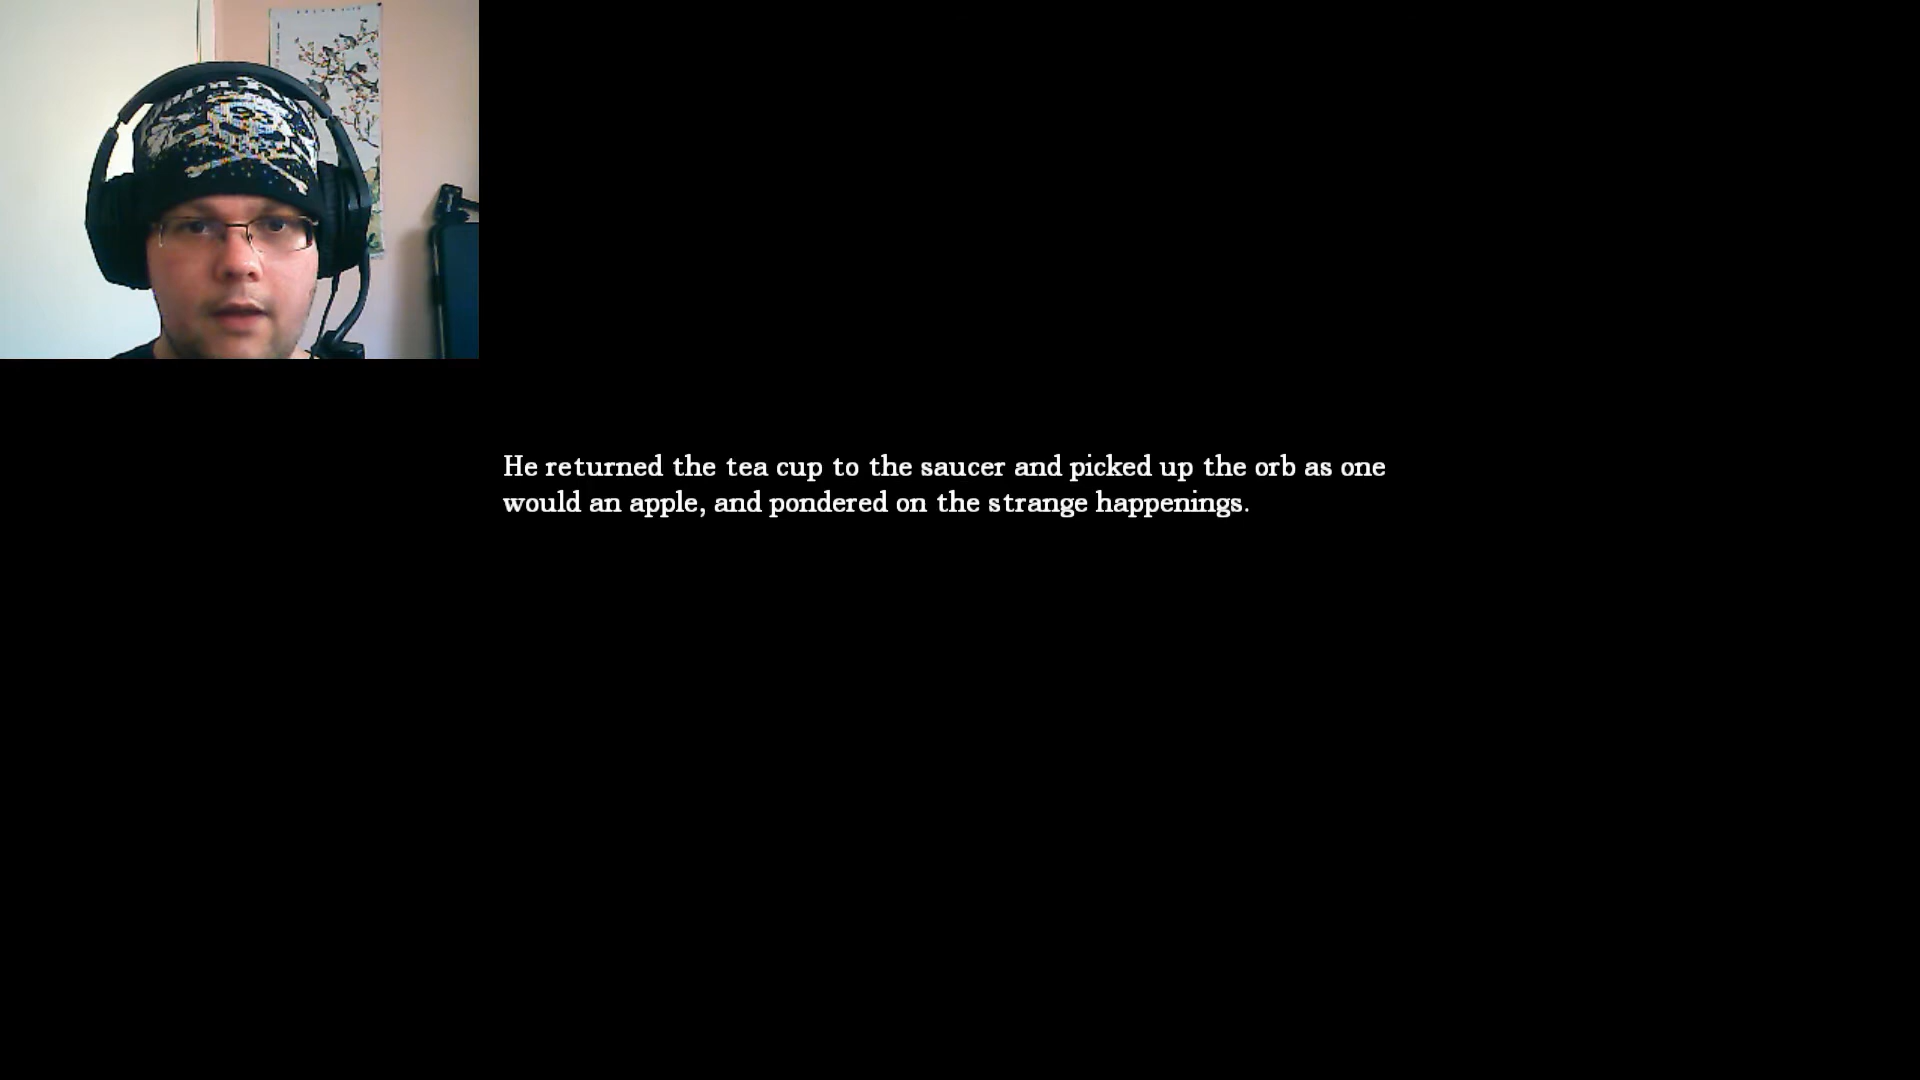 He returned the tea cup to the saucer and picked up the orb as one
would an apple, and pondered on the strange happenings.